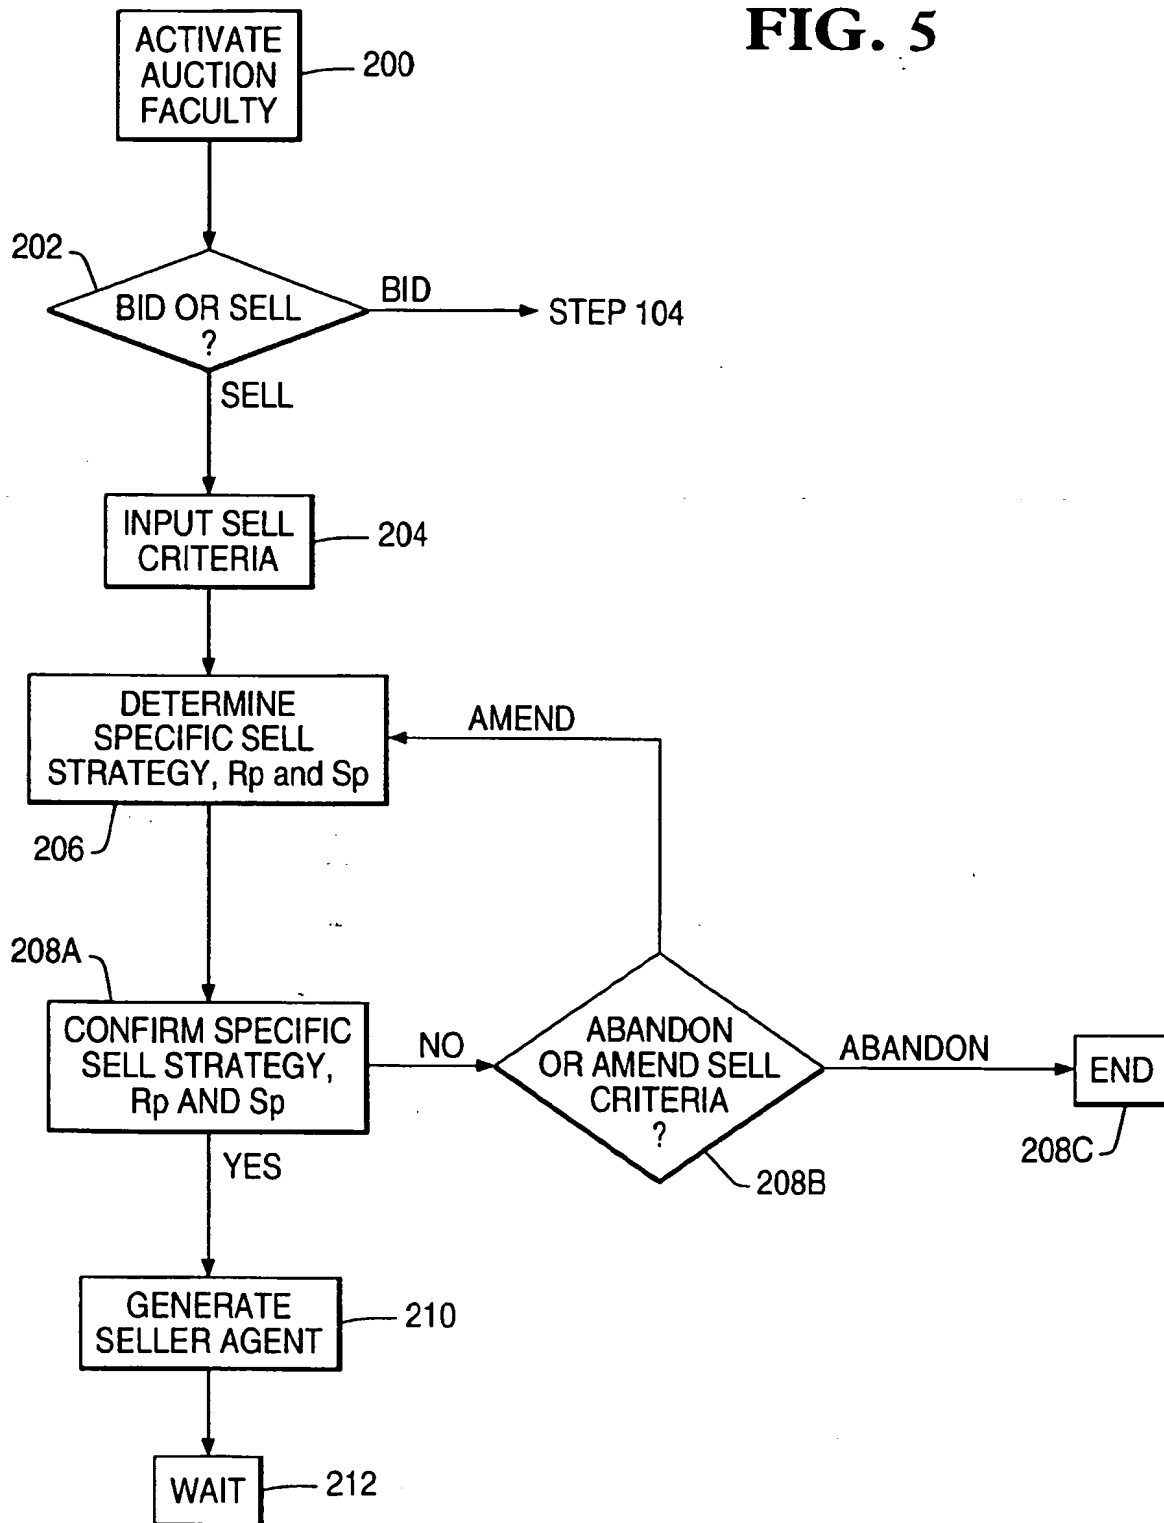 FIG. 5
ACTIVATE
AUCTION
FACULTY
200
202
BID OR SELL
?
BID
STEP 104
SELL
INPUT SELL
CRITERIA
204
DETERMINE
SPECIFIC SELL
STRATEGY, Rp and Sp
206
AMEND
208A
CONFIRM SPECIFIC
SELL STRATEGY,
Rp AND Sp
NO
ABANDON
OR AMEND SELL
CRITERIA
?
208B
ABANDON
END
208C
YES
GENERATE
SELLER AGENT
210
WAIT
212